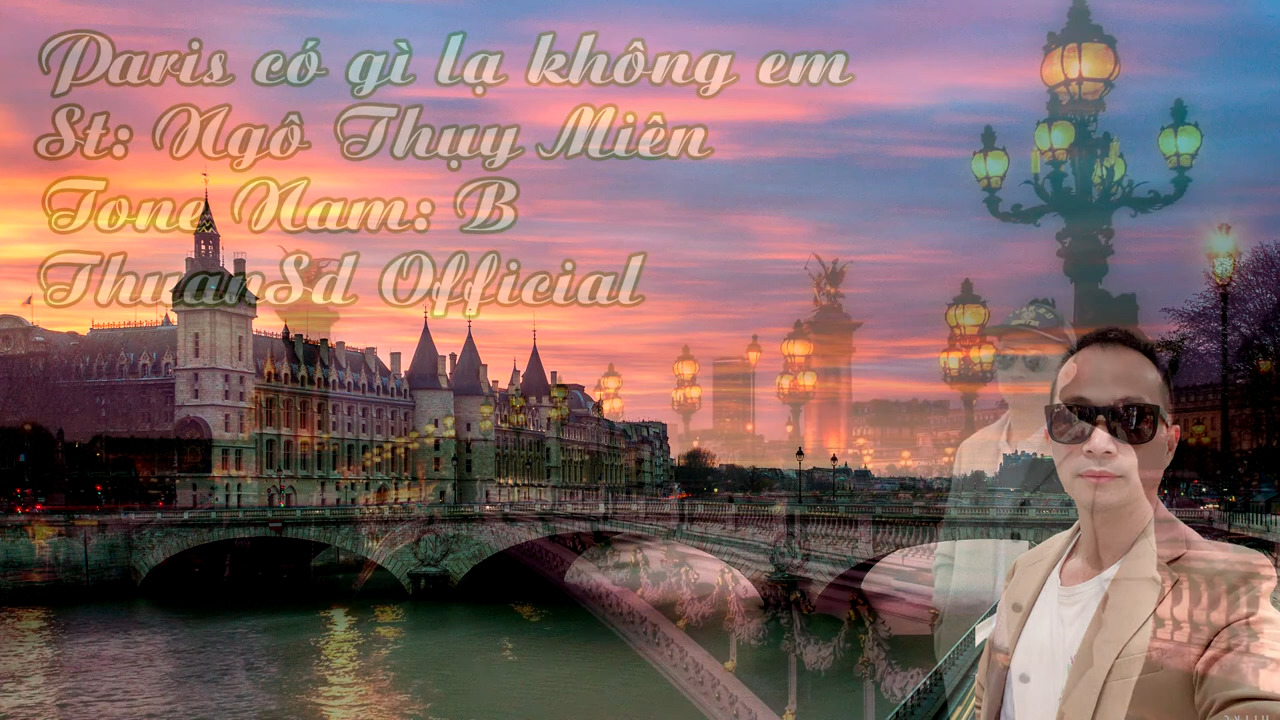 Paris có gì lạ không em
St: Ngô Thụy Miên
Tone Nam: B
ThuanSd Official